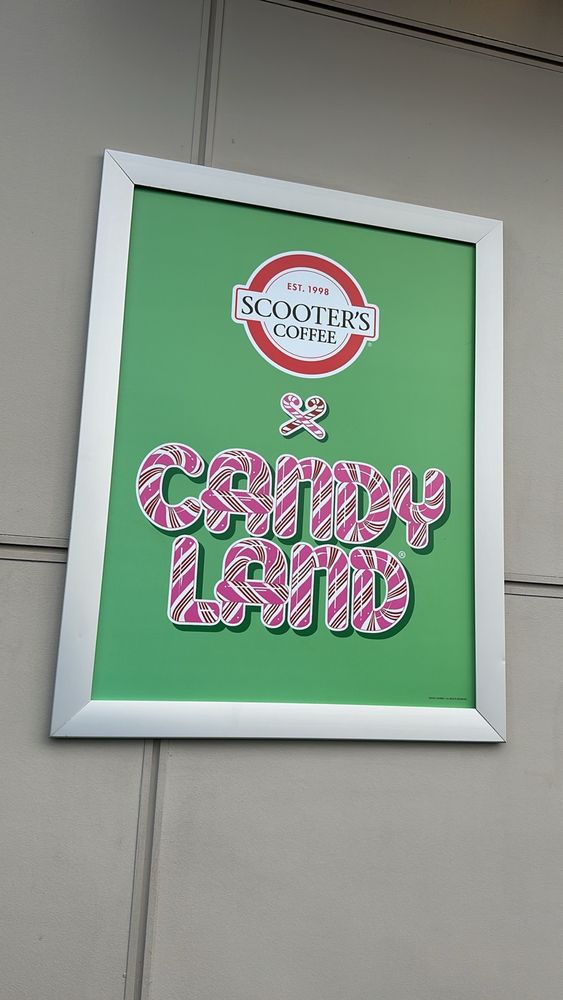 EST. 1998
SCOOTER'S
COFFEE
®
X
CANDY
LAND®